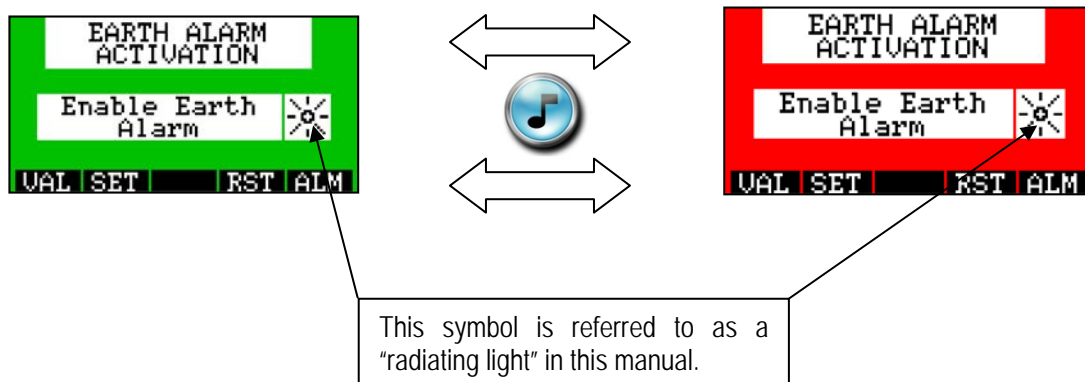 EARTH ALARM
ACTIVATION
Enable Earth
Alarm
VAL SET RST ALM
EARTH ALARM
ACTIVATION
Enable Earth
Alarm
VAL SET RST ALM
This symbol is referred to as a
“radiating light” in this manual.